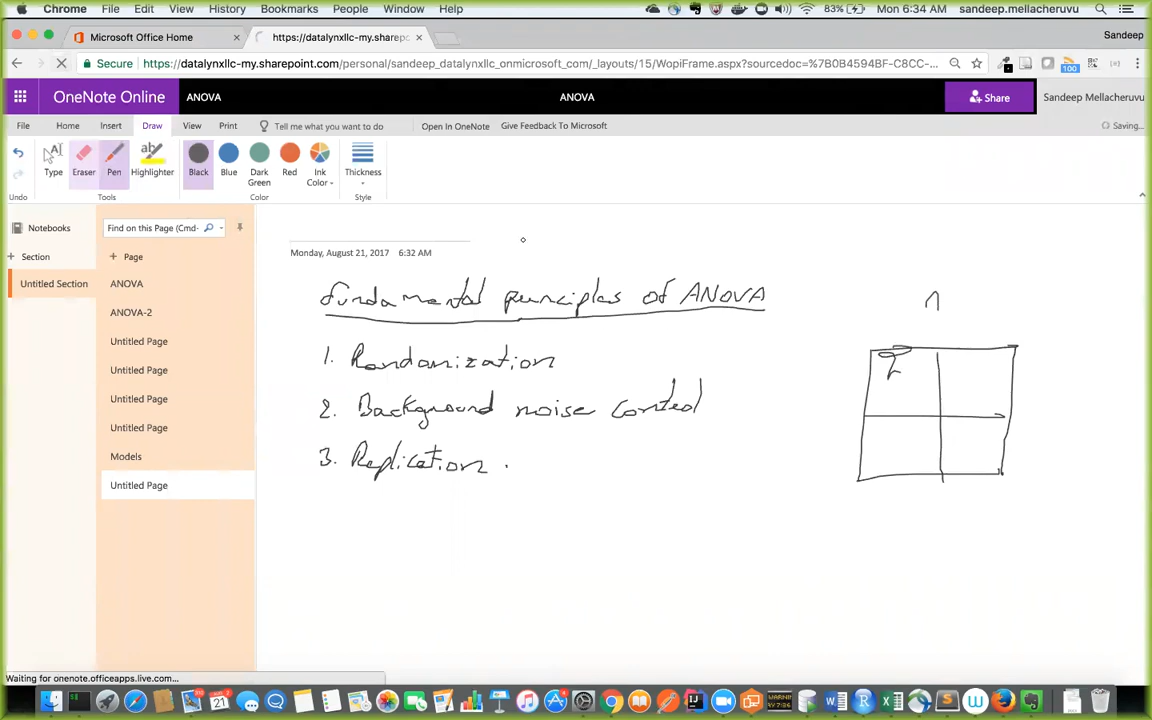 Chrome File Edit View History Bookmarks People Window Help 83% Mon 6:34 AM sandeep.mellacheruvu
Microsoft Office Home × https://datalynxllc-my.sharepc × Sandeep
Secure https://datalynxllc-my.sharepoint.com/personal/sandeep_datalynxllc_onmicrosoft_com/_layouts/15/WopiFrame.aspx?sourcedoc=%7B0B4594BF-C8CC-... 100
OneNote Online ANOVA ANOVA Share Sandeep Mellacheruvu
File Home Insert Draw View Print Tell me what you want to do Open In OneNote Give Feedback To Microsoft Saving...
Type Eraser Pen Highlighter Black Blue Dark Green Red Ink Color Thickness
Undo Tools Color Style
Notebooks Find on this Page (Cmd-
Section Page
Untitled Section
ANOVA
ANOVA-2
Untitled Page
Untitled Page
Untitled Page
Untitled Page
Models
Untitled Page
Monday, August 21, 2017 6:32 AM
fundamental principles of ANOVA
1. Randomization
2. Background noise control
3. Replication .
Waiting for onenote.officeapps.live.com...